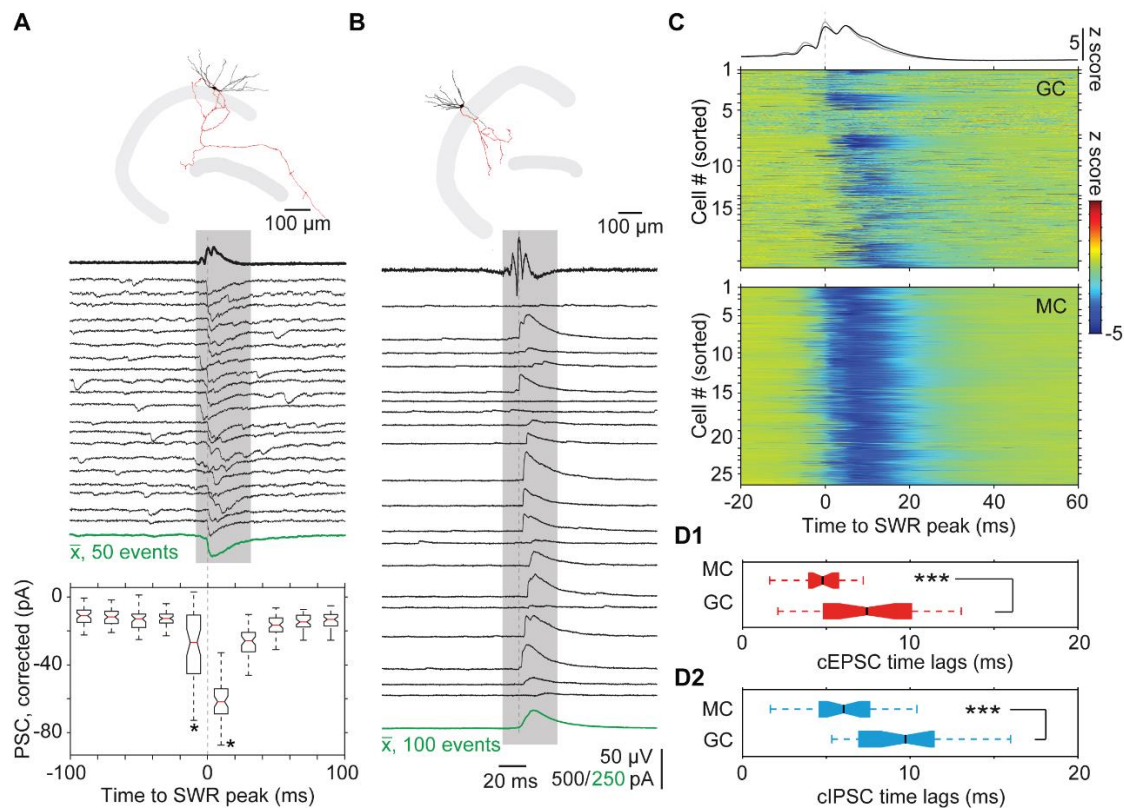 A
B
C
100 µm
100 µm
x̄, 50 events
0
-40
-80
PSC, corrected (pA)
*
*
-100
0
100
Time to SWR peak (ms)
x̄, 100 events
20 ms
50 µV
500/250 pA
5
z score
GC
1
5
10
15
Cell # (sorted)
z score
-5
MC
1
5
10
15
20
25
Cell # (sorted)
-20
0
20
40
60
Time to SWR peak (ms)
D1
MC
GC
***
0
10
20
cEPSC time lags (ms)
D2
MC
GC
***
0
10
20
cIPSC time lags (ms)